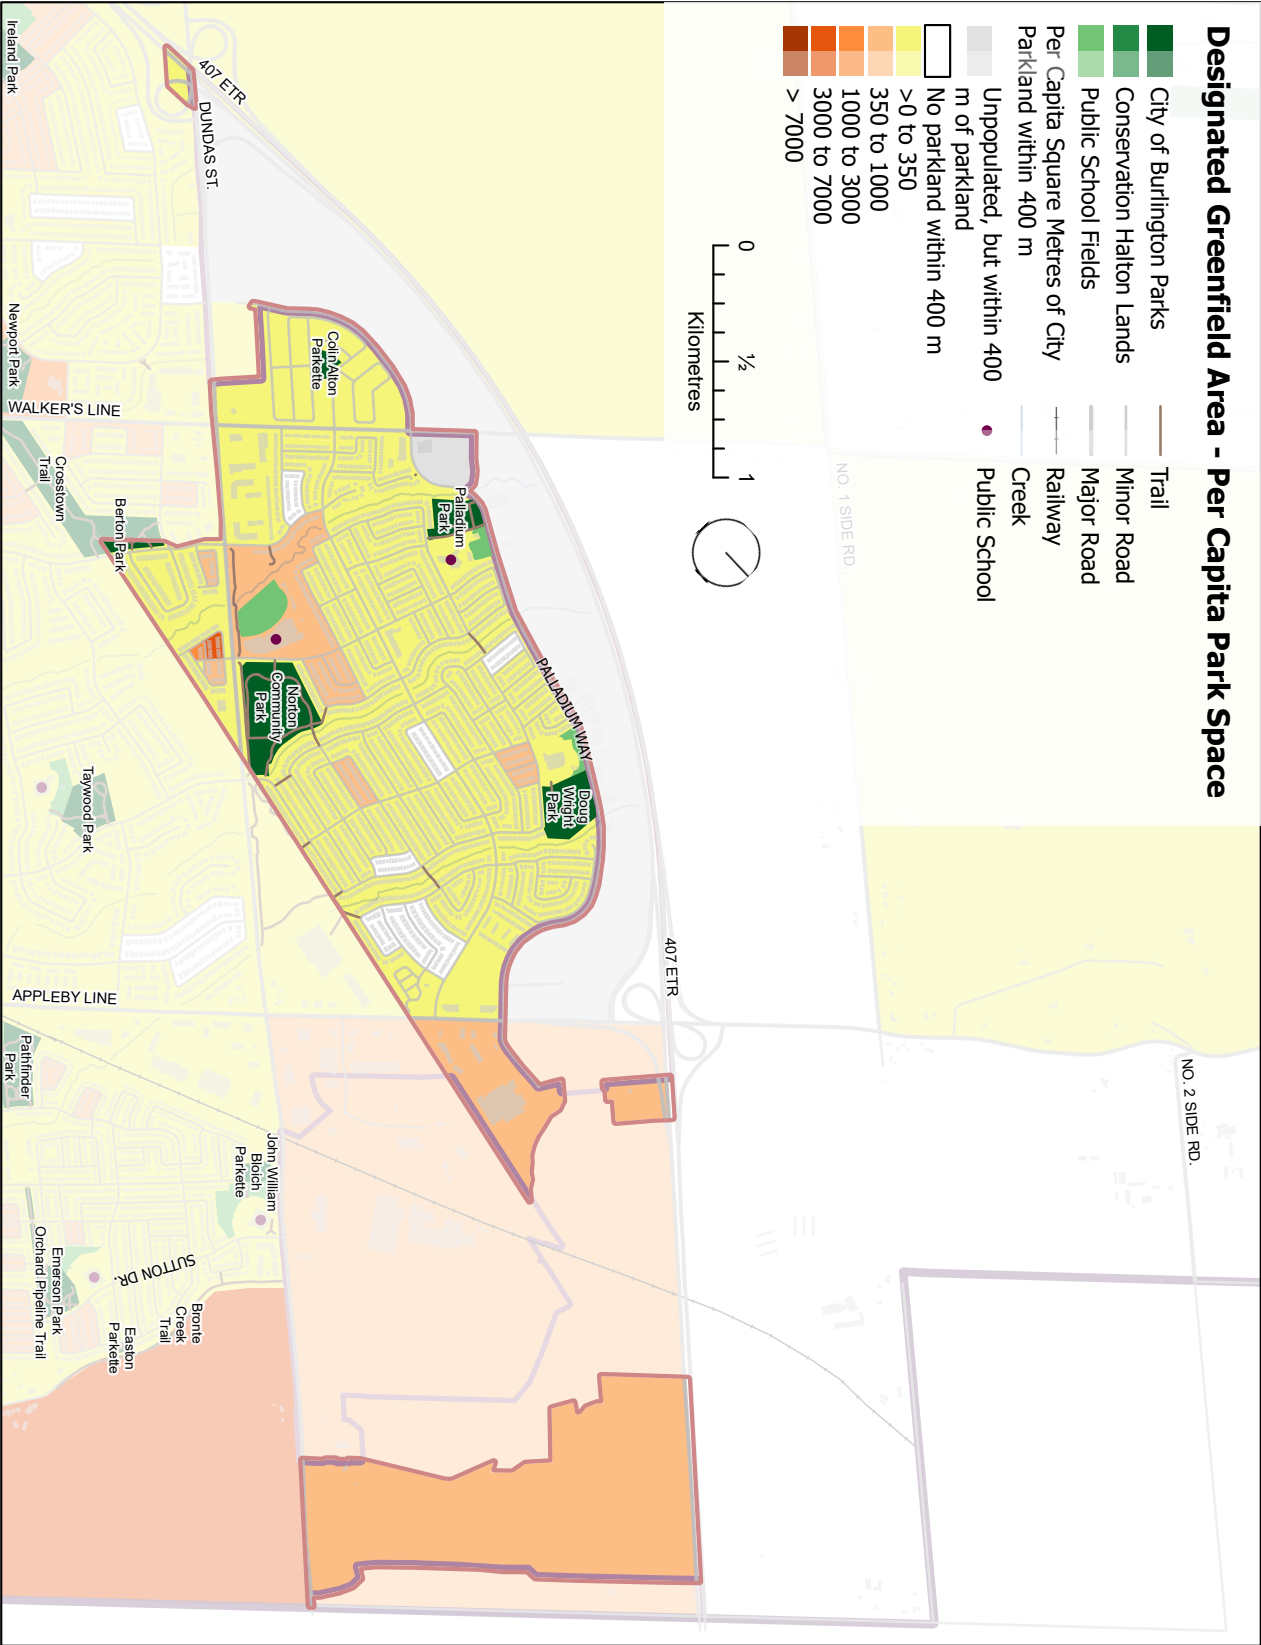 Designated Greenfield Area - Per Capita Park Space
City of Burlington Parks
Conservation Halton Lands
Public School Fields
Per Capita Square Metres of City
Parkland within 400 m
Unpopulated, but within 400
m of parkland
No parkland within 400 m
>0 to 350
350 to 1000
1000 to 3000
3000 to 7000
> 7000
Trail
Minor Road
Major Road
Railway
Creek
Public School
0
½
1
Kilometres
NO. 1 SIDE RD.
NO. 2 SIDE RD.
407 ETR
DUNDAS ST.
Ireland Park
Newport Park
WALKER'S LINE
Colin Alton
Parkette
Crosstown
Trail
Berton Park
Palladium
Park
Norton
Community
Park
PALLADIUM WAY
Doug
Wright
Park
Taywood Park
407 ETR
APPLEBY LINE
Pathfinder
Park
John William
Bloich
Parkette
SUTTON DR.
Emerson Park
Orchard Pipeline Trail
Bronte
Creek
Trail
Easton
Parkette